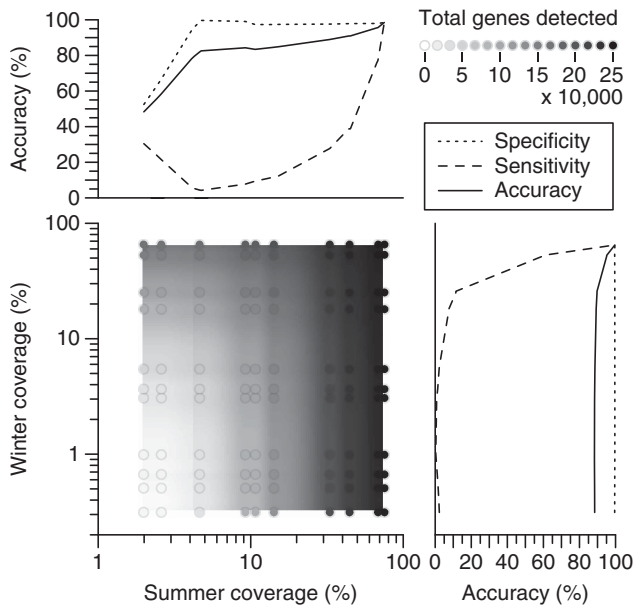 Total genes detected
0 5 10 15 20 25
x 10,000
Specificity
Sensitivity
Accuracy
Accuracy (%)
100
80
60
40
20
0
Winter coverage (%)
100
10
1
1 10 100
Summer coverage (%)
0 20 40 60 80 100
Accuracy (%)